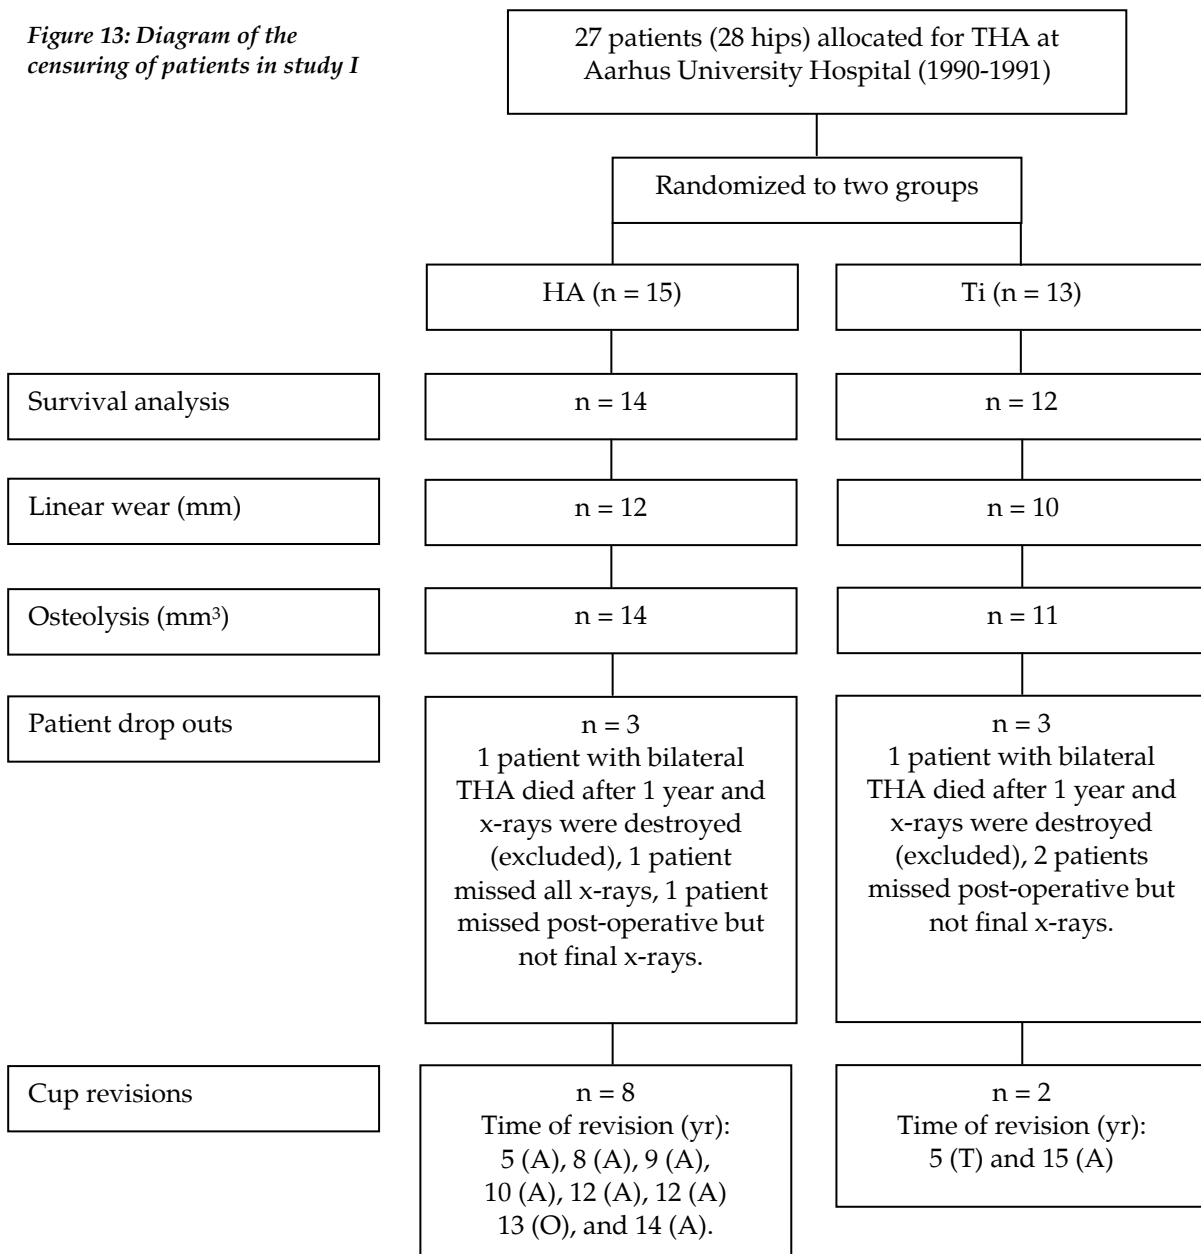 Figure 13: Diagram of the
censuring of patients in study I
27 patients (28 hips) allocated for THA at
Aarhus University Hospital (1990-1991)
Randomized to two groups
HA (n = 15)
Ti (n = 13)
Survival analysis
n = 14
n = 12
Linear wear (mm)
n = 12
n = 10
Osteolysis (mm³)
n = 14
n = 11
Patient drop outs
n = 3
1 patient with bilateral
THA died after 1 year and
x-rays were destroyed
(excluded), 1 patient
missed all x-rays, 1 patient
missed post-operative but
not final x-rays.
n = 3
1 patient with bilateral
THA died after 1 year and
x-rays were destroyed
(excluded), 2 patients
missed post-operative but
not final x-rays.
Cup revisions
n = 8
Time of revision (yr):
5 (A), 8 (A), 9 (A),
10 (A), 12 (A), 12 (A)
13 (O), and 14 (A).
n = 2
Time of revision (yr):
5 (T) and 15 (A)